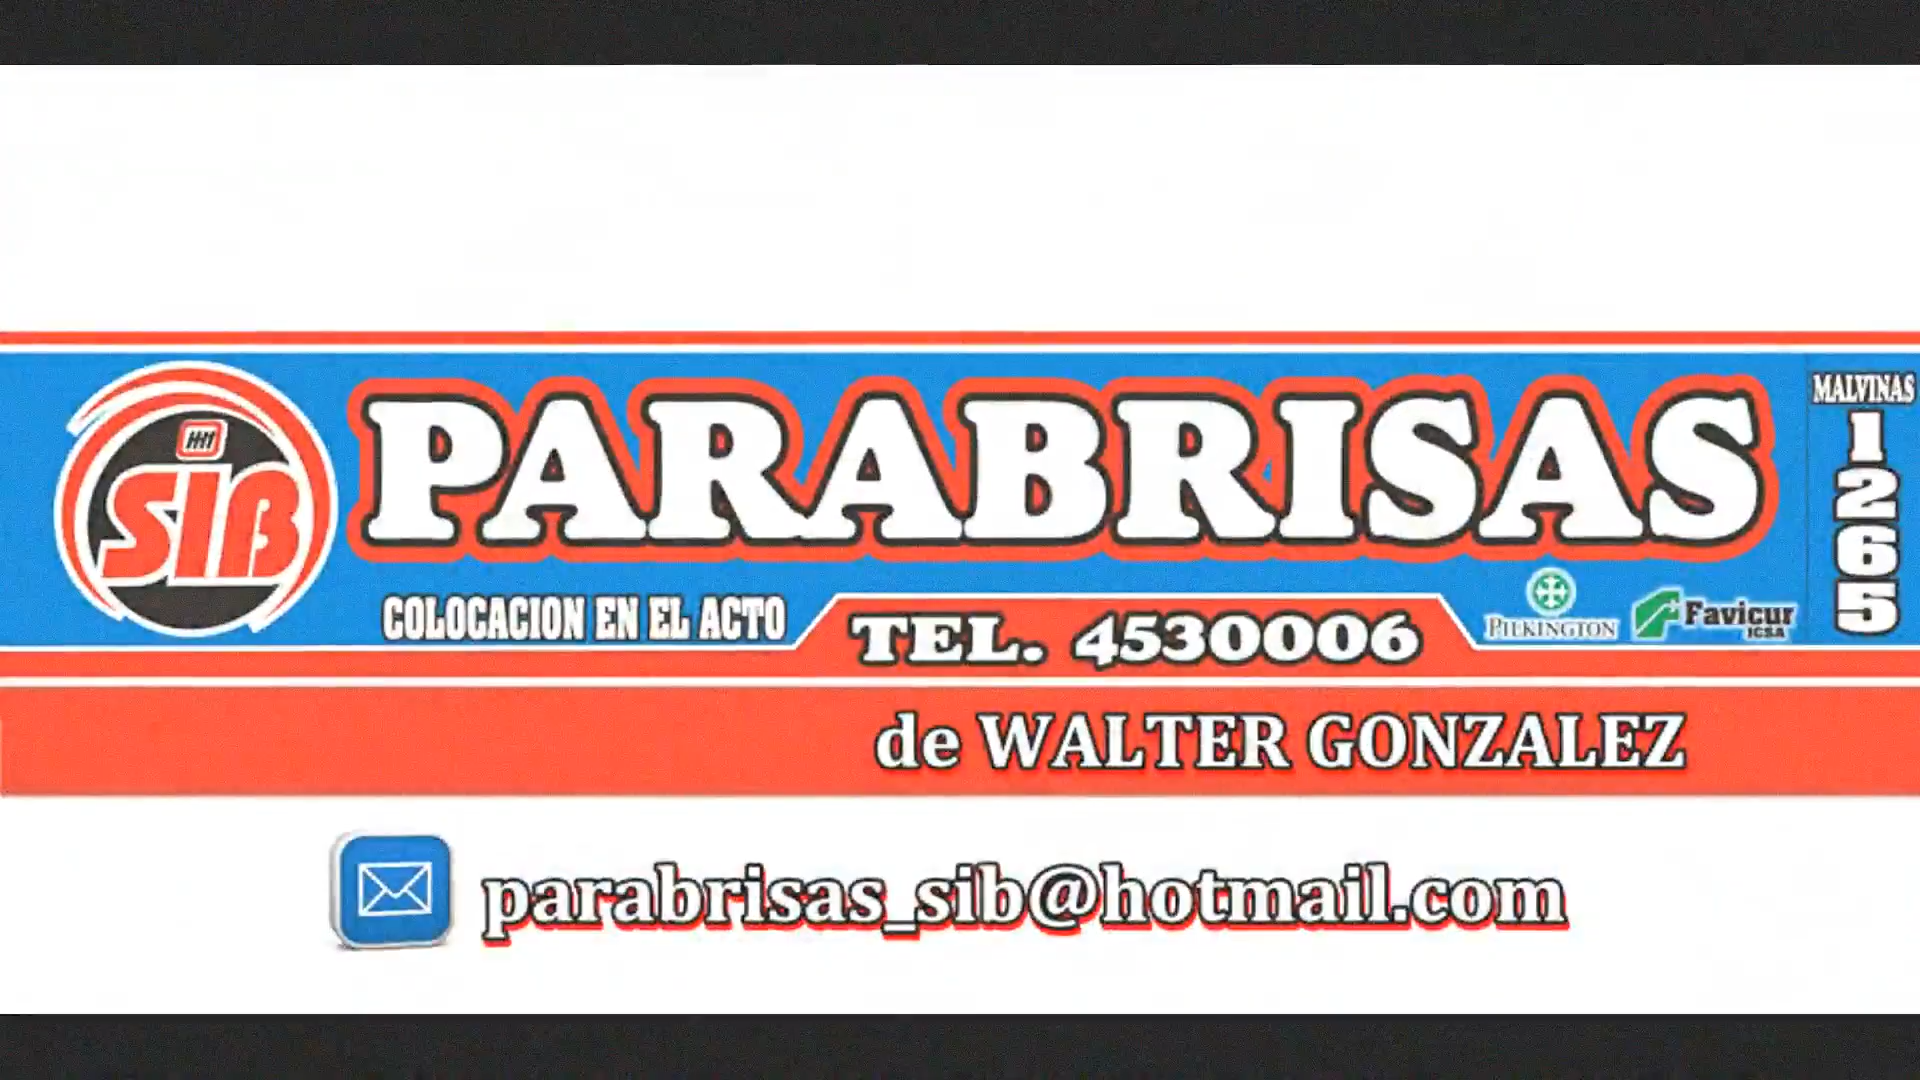 SIB
PARABRISAS
MALVINAS
1265
COLOCACION EN EL ACTO
TEL. 4530006
PILKINGTON
Favicur
ICSA
de WALTER GONZALEZ
parabrisas_sib@hotmail.com